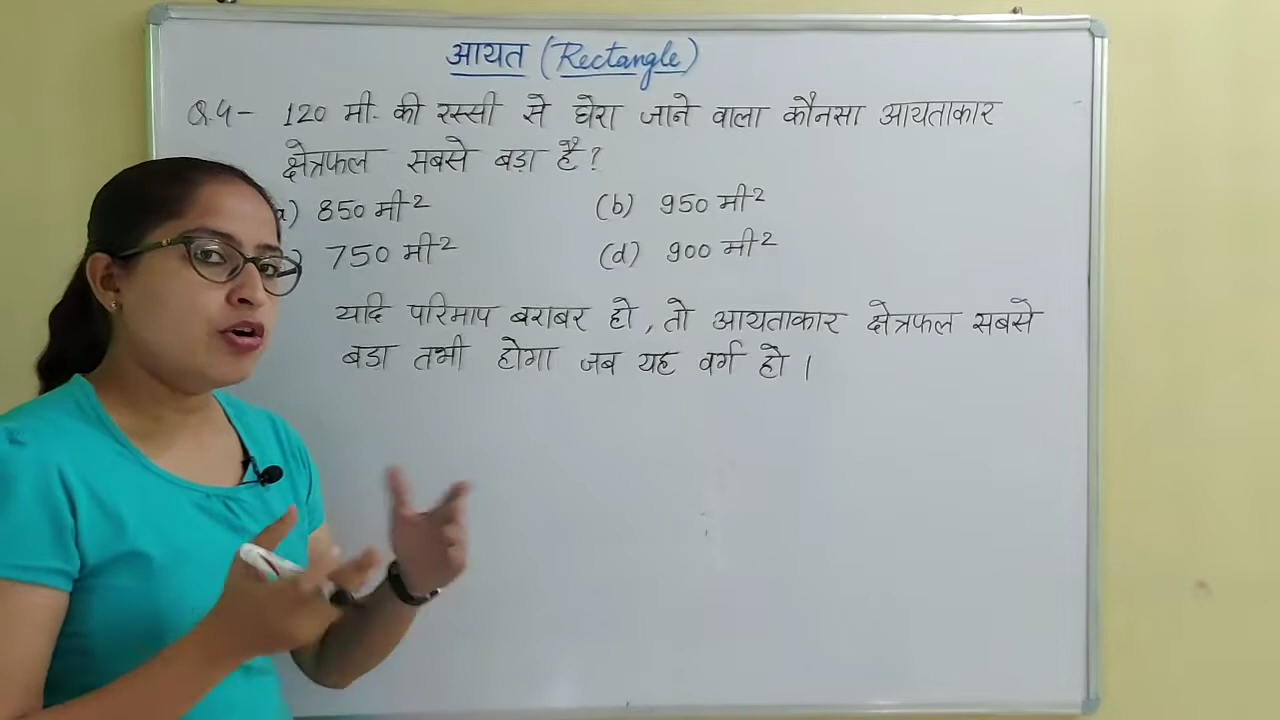 आयत (Rectangle)
Q.4- 120 मी. की रस्सी से घेरा जाने वाला कौनसा आयताकार
क्षेत्रफल सबसे बड़ा है?
a) 850 मी² (b) 950 मी²
) 750 मी² (d) 900 मी²
यदि परिमाप बराबर हो, तो आयताकार क्षेत्रफल सबसे
बडा तभी होगा जब यह वर्ग हो।